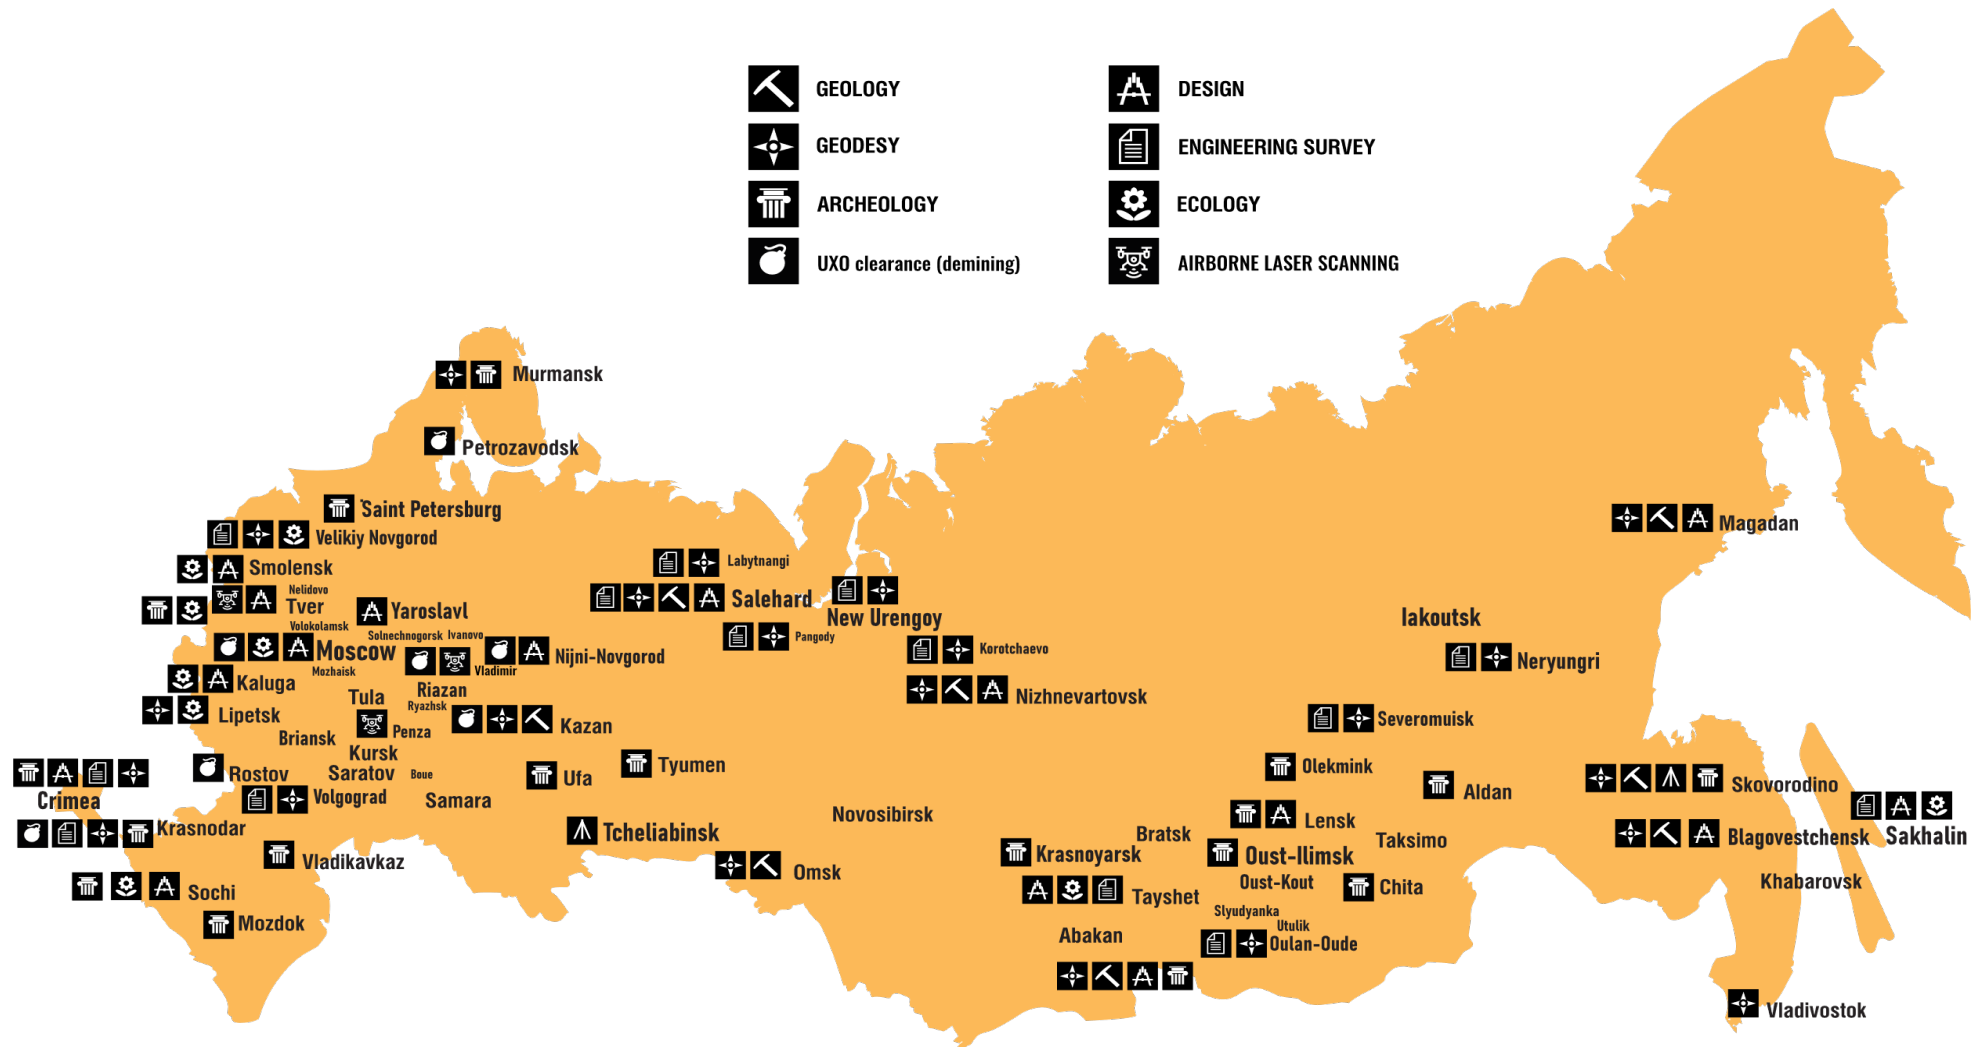 GEOLOGY
DESIGN
GEODESY
ENGINEERING SURVEY
ARCHEOLOGY
ECOLOGY
UXO clearance (demining)
AIRBORNE LASER SCANNING
Murmansk
Petrozavodsk
Saint Petersburg
Velikiy Novgorod
Smolensk
Nelidovo
Tver
Volokolamsk
Yaroslavl
Solnechnogorsk
Ivanovo
Moscow
Mozhaisk
Vladimir
Nijni-Novgorod
Kaluga
Riazan
Tula
Ryazhsk
Lipetsk
Penza
Kazan
Briansk
Kursk
Rostov
Saratov
Boue
Volgograd
Samara
Ufa
Tyumen
Crimea
Krasnodar
Vladikavkaz
Sochi
Mozdok
Tcheliabinsk
Omsk
Novosibirsk
Labytnangi
Salehard
New Urengoy
Pangody
Korotchaevo
Nizhnevartovsk
Magadan
Iakoutsk
Neryungri
Severomuisk
Olekmink
Aldan
Lensk
Bratsk
Taksimo
Krasnoyarsk
Oust-Ilimsk
Oust-Kout
Chita
Tayshet
Slyudyanka
Utulik
Abakan
Oulan-Oude
Skovorodino
Blagovestchensk
Sakhalin
Khabarovsk
Vladivostok